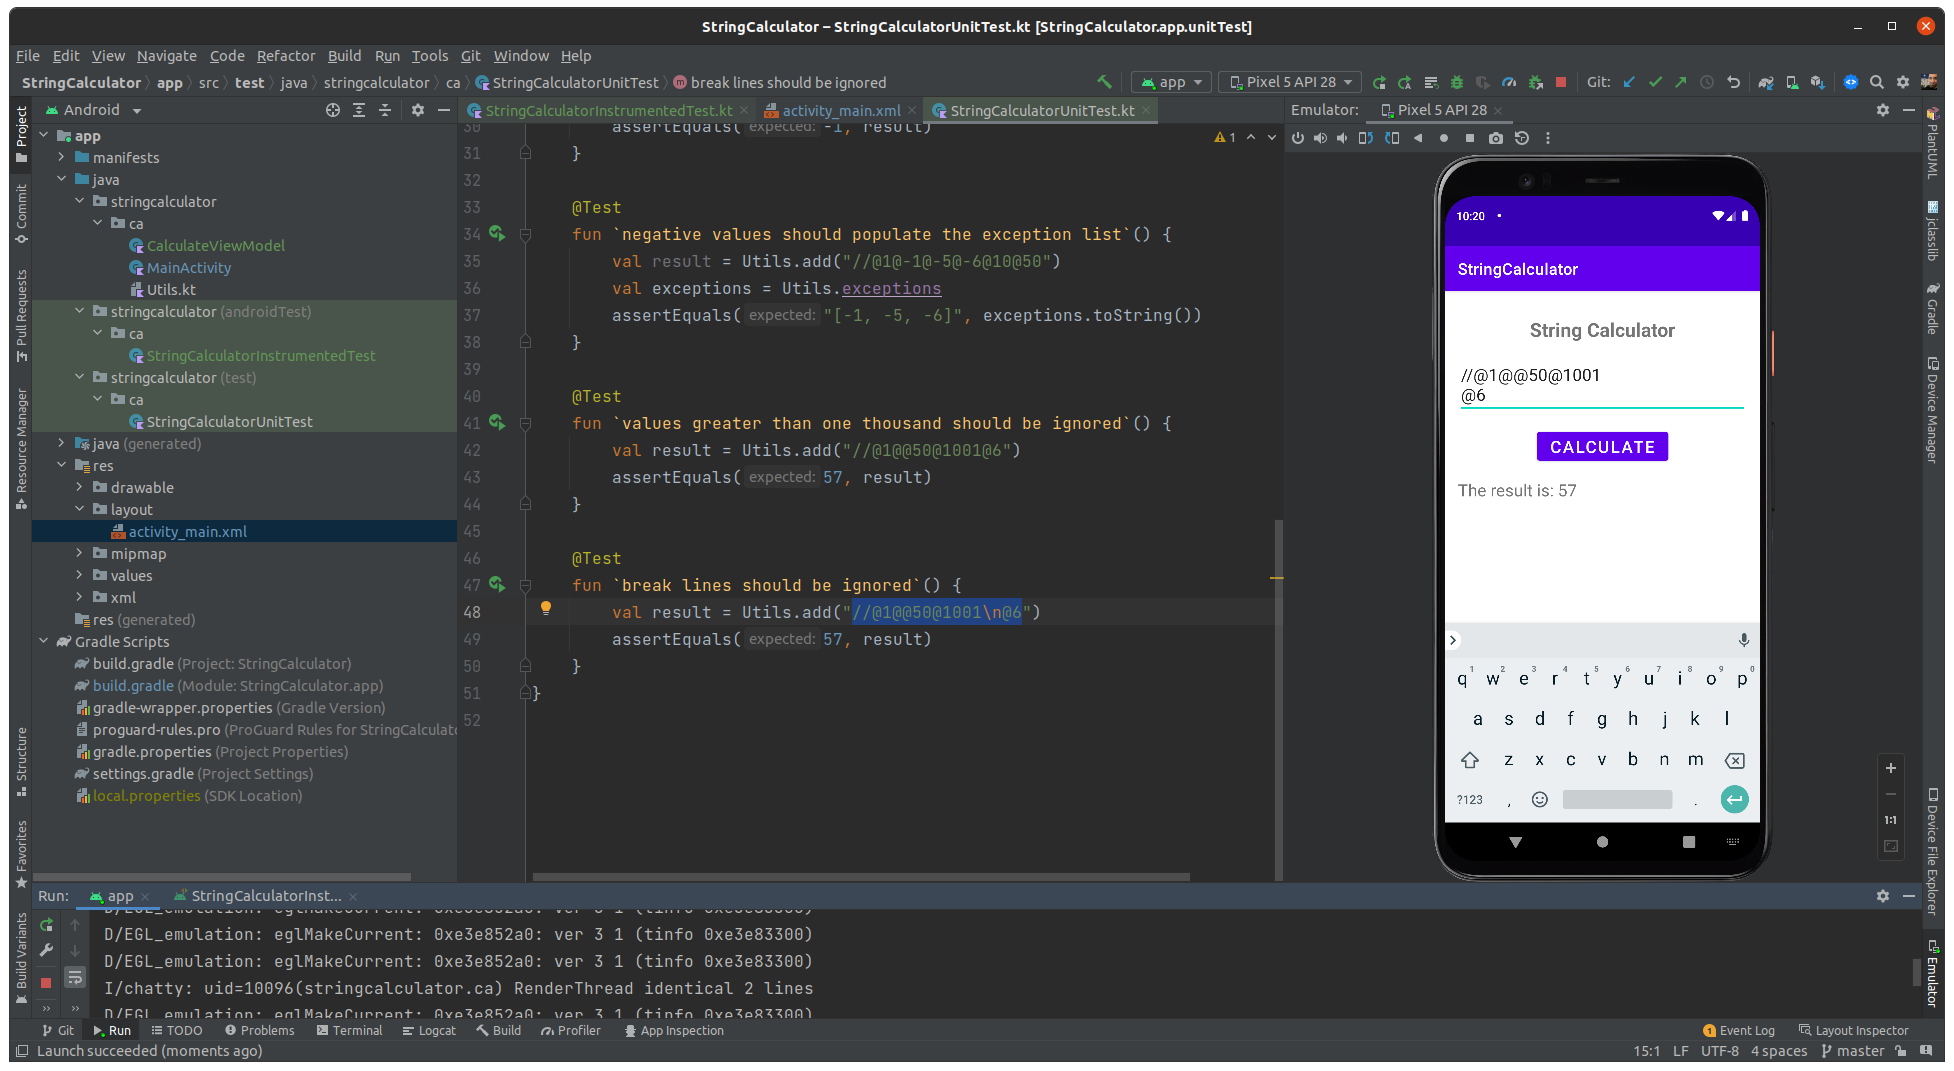 StringCalculator – StringCalculatorUnitTest.kt [StringCalculator.app.unitTest]
File Edit View Navigate Code Refactor Build Run Tools Git Window Help
StringCalculator app src test java stringcalculator ca StringCalculatorUnitTest break lines should be ignored
app Pixel 5 API 28 Git:
Android
StringCalculatorInstrumentedTest.kt activity_main.xml StringCalculatorUnitTest.kt
Emulator: Pixel 5 API 28
Project
Commit
Pull Requests
Resource Manager
Structure
Favorites
Build Variants
app
manifests
java
stringcalculator
ca
CalculateViewModel
MainActivity
Utils.kt
stringcalculator (androidTest)
ca
StringCalculatorInstrumentedTest
stringcalculator (test)
ca
StringCalculatorUnitTest
java (generated)
res
drawable
layout
activity_main.xml
mipmap
values
xml
res (generated)
Gradle Scripts
build.gradle (Project: StringCalculator)
build.gradle (Module: StringCalculator.app)
gradle-wrapper.properties (Gradle Version)
proguard-rules.pro (ProGuard Rules for StringCalculato
gradle.properties (Project Properties)
settings.gradle (Project Settings)
local.properties (SDK Location)
1
30 assertEquals( expected: -1, result)
31 }
32
33 @Test
34 fun `negative values should populate the exception list`() {
35 val result = Utils.add("//@1@-1@-5@-6@10@50")
36 val exceptions = Utils.exceptions
37 assertEquals( expected: "[-1, -5, -6]", exceptions.toString())
38 }
39
40 @Test
41 fun `values greater than one thousand should be ignored`() {
42 val result = Utils.add("//@1@@50@1001@6")
43 assertEquals( expected: 57, result)
44 }
45
46 @Test
47 fun `break lines should be ignored`() {
48 val result = Utils.add("//@1@@50@1001\n@6")
49 assertEquals( expected: 57, result)
50 }
51 }
52
10:20
StringCalculator
String Calculator
//@1@@50@1001
@6
CALCULATE
The result is: 57
q1 w2 e3 r4 t5 y6 u7 i8 o9 p0
a s d f g h j k l
z x c v b n m
?123 , .
1:1
PlantUML
jclasslib
Gradle
Device Manager
Device File Explorer
Emulator
Run: app StringCalculatorInst...
D/EGL_emulation: eglMakeCurrent: 0xe3e852a0: ver 3 1 (tinfo 0xe3e83300)
D/EGL_emulation: eglMakeCurrent: 0xe3e852a0: ver 3 1 (tinfo 0xe3e83300)
D/EGL_emulation: eglMakeCurrent: 0xe3e852a0: ver 3 1 (tinfo 0xe3e83300)
I/chatty: uid=10096(stringcalculator.ca) RenderThread identical 2 lines
D/EGL_emulation: eglMakeCurrent: 0xe3e852a0: ver 3 1 (tinfo 0xe3e83300)
Git Run TODO Problems Terminal Logcat Build Profiler App Inspection 1 Event Log Layout Inspector
Launch succeeded (moments ago) 15:1 LF UTF-8 4 spaces master